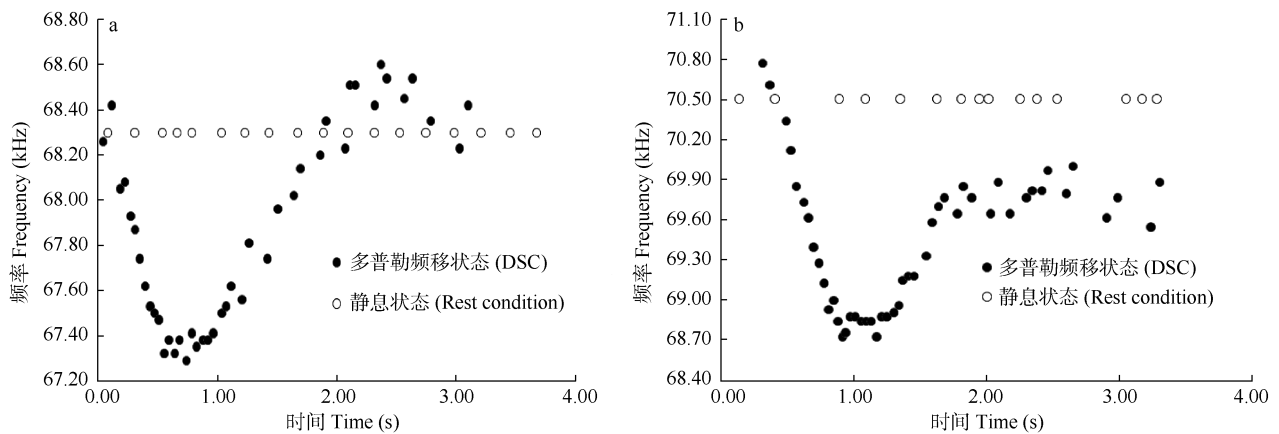 a
68.80
68.60
68.40
68.20
68.00
67.80
67.60
67.40
67.20
0.00 1.00 2.00 3.00 4.00
频率 Frequency (kHz)
时间 Time (s)
多普勒频移状态 (DSC)
静息状态 (Rest condition)
b
71.10
70.80
70.50
70.20
69.90
69.60
69.30
69.00
68.70
68.40
0.00 1.00 2.00 3.00 4.00
频率 Frequency (kHz)
时间 Time (s)
多普勒频移状态 (DSC)
静息状态 (Rest condition)